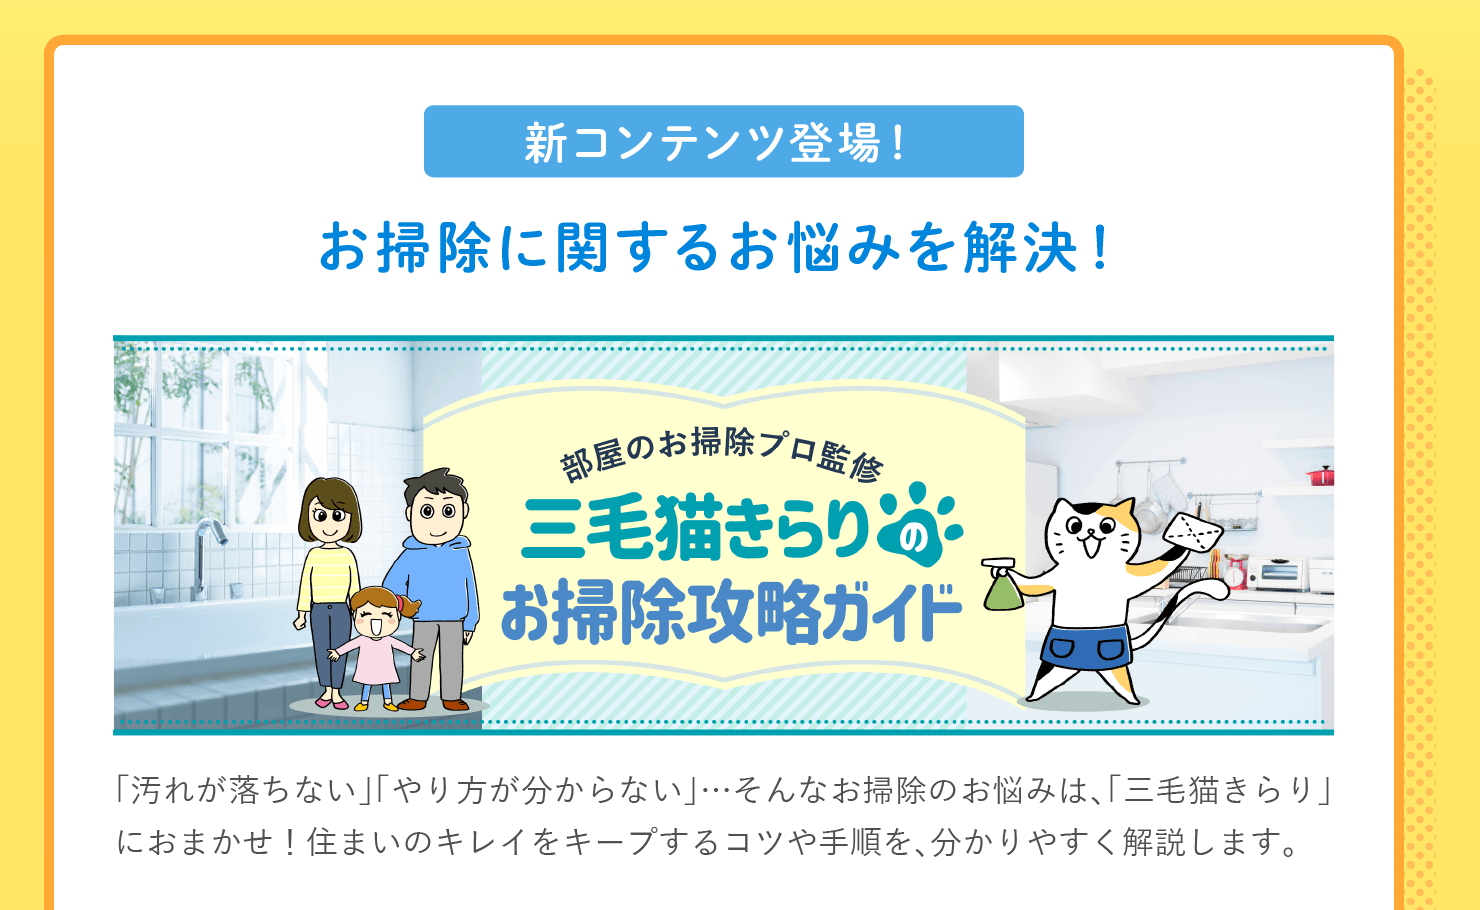 新コンテンツ登場！
お掃除に関するお悩みを解決！
部屋のお掃除プロ監修
三毛猫きらりの
お掃除攻略ガイド
「汚れが落ちない」「やり方が分からない」…そんなお掃除のお悩みは、「三毛猫きらり」
におまかせ！住まいのキレイをキープするコツや手順を、分かりやすく解説します。